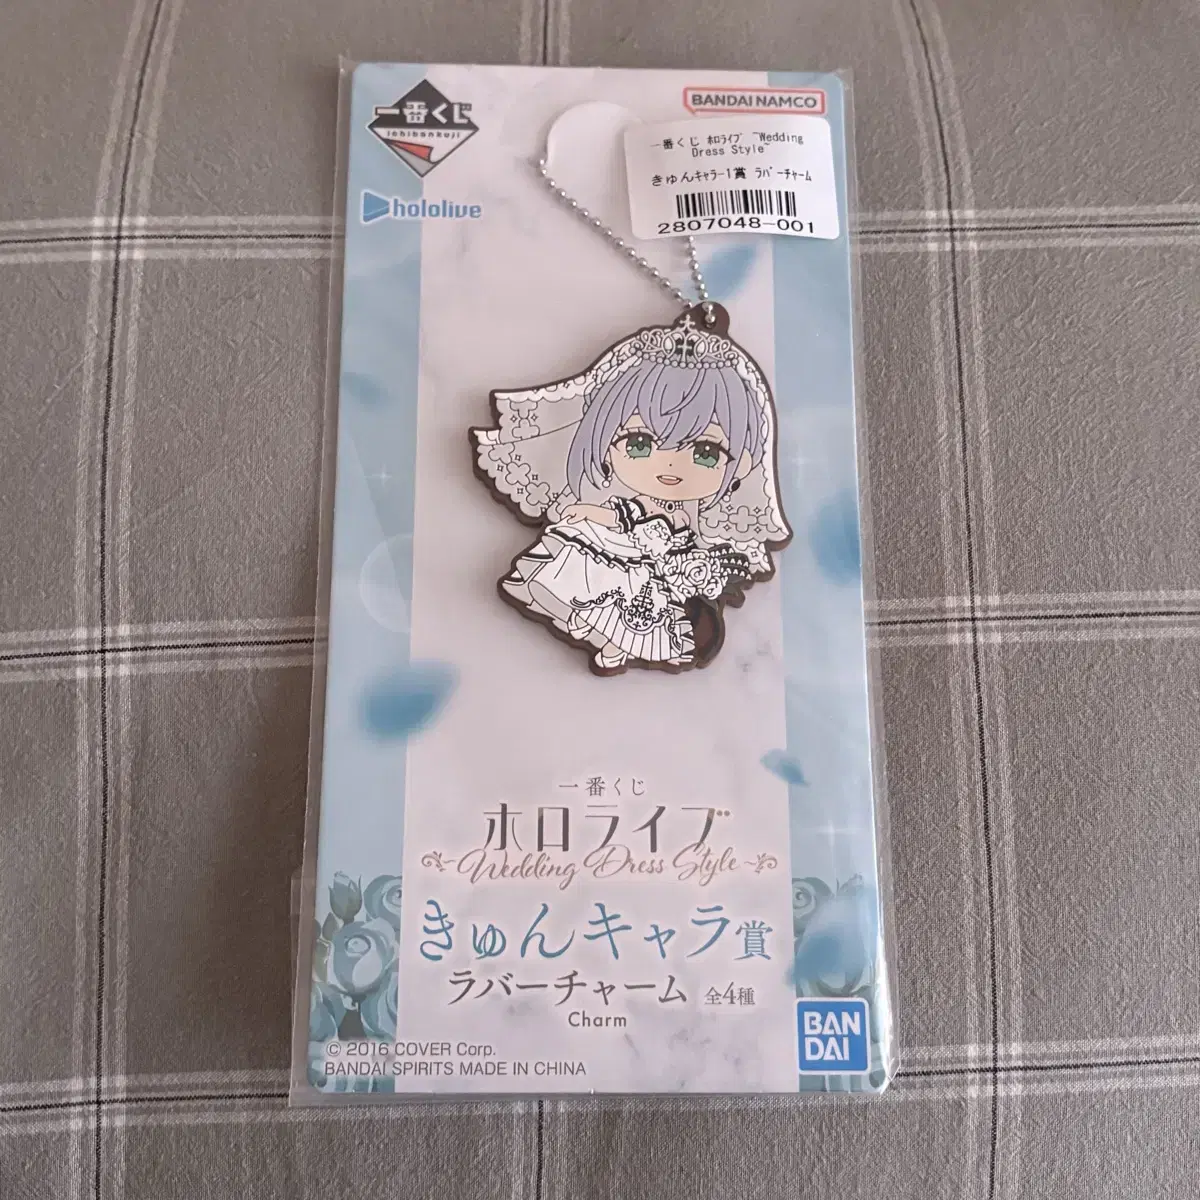 一番くじ
ichibankuji
hololive
BANDAI NAMCO
一番くじ ﾎﾛﾗｲﾌﾞ ~Wedding
Dress Style~
きゅんｷｬﾗ-1賞 ﾗﾊﾞｰﾁｬｰﾑ
2807048-001
一番くじ
ホロライブ
~Wedding Dress Style~
きゅんキャラ賞
ラバーチャーム 全4種
Charm
© 2016 COVER Corp.
BANDAI SPIRITS MADE IN CHINA
BAN
DAI